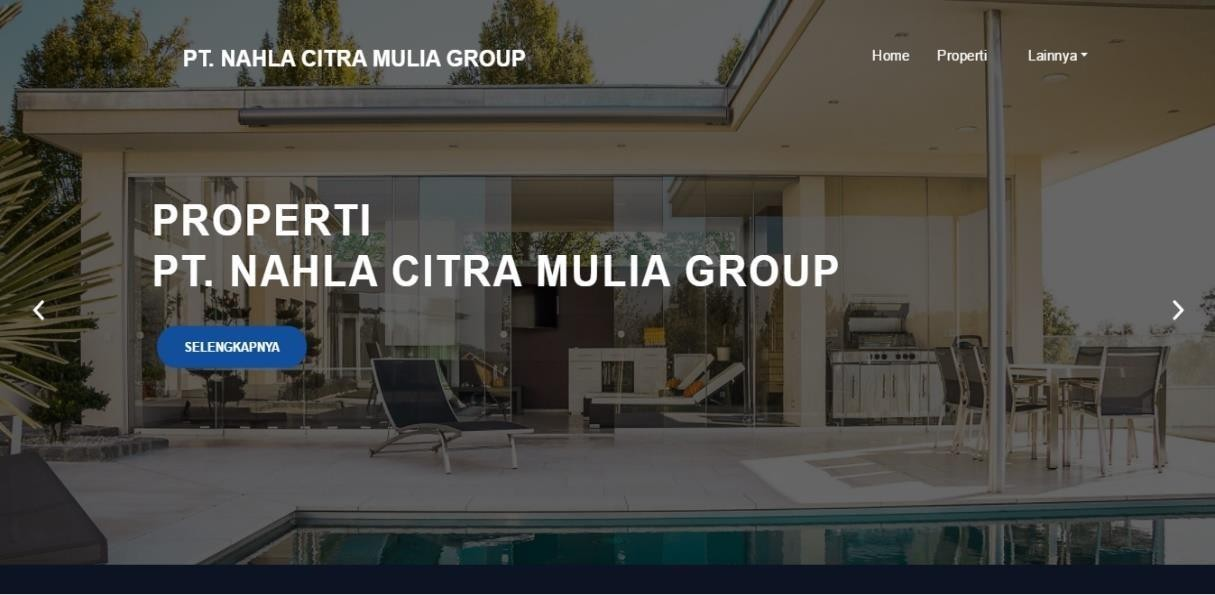 PT. NAHLA CITRA MULIA GROUP
Home Properti Lainnya
PROPERTI
PT. NAHLA CITRA MULIA GROUP
SELENGKAPNYA